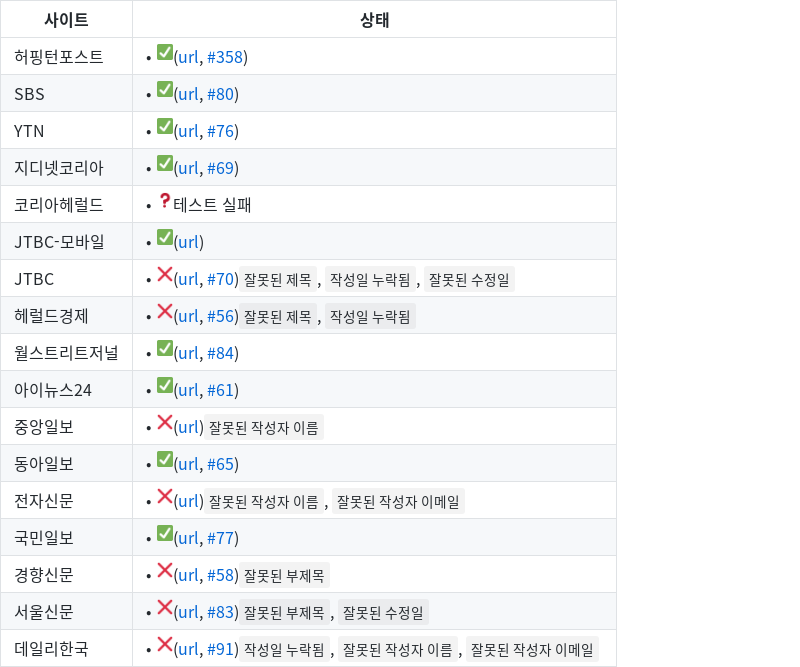 사이트 상태
허핑턴포스트 • ✅(url, #358)
SBS • ✅(url, #80)
YTN • ✅(url, #76)
지디넷코리아 • ✅(url, #69)
코리아헤럴드 • ❓테스트 실패
JTBC-모바일 • ✅(url)
JTBC • ❌(url, #70) 잘못된 제목 , 작성일 누락됨 , 잘못된 수정일
헤럴드경제 • ❌(url, #56) 잘못된 제목 , 작성일 누락됨
월스트리트저널 • ✅(url, #84)
아이뉴스24 • ✅(url, #61)
중앙일보 • ❌(url) 잘못된 작성자 이름
동아일보 • ✅(url, #65)
전자신문 • ❌(url) 잘못된 작성자 이름 , 잘못된 작성자 이메일
국민일보 • ✅(url, #77)
경향신문 • ❌(url, #58) 잘못된 부제목
서울신문 • ❌(url, #83) 잘못된 부제목 , 잘못된 수정일
데일리한국 • ❌(url, #91) 작성일 누락됨 , 잘못된 작성자 이름 , 잘못된 작성자 이메일